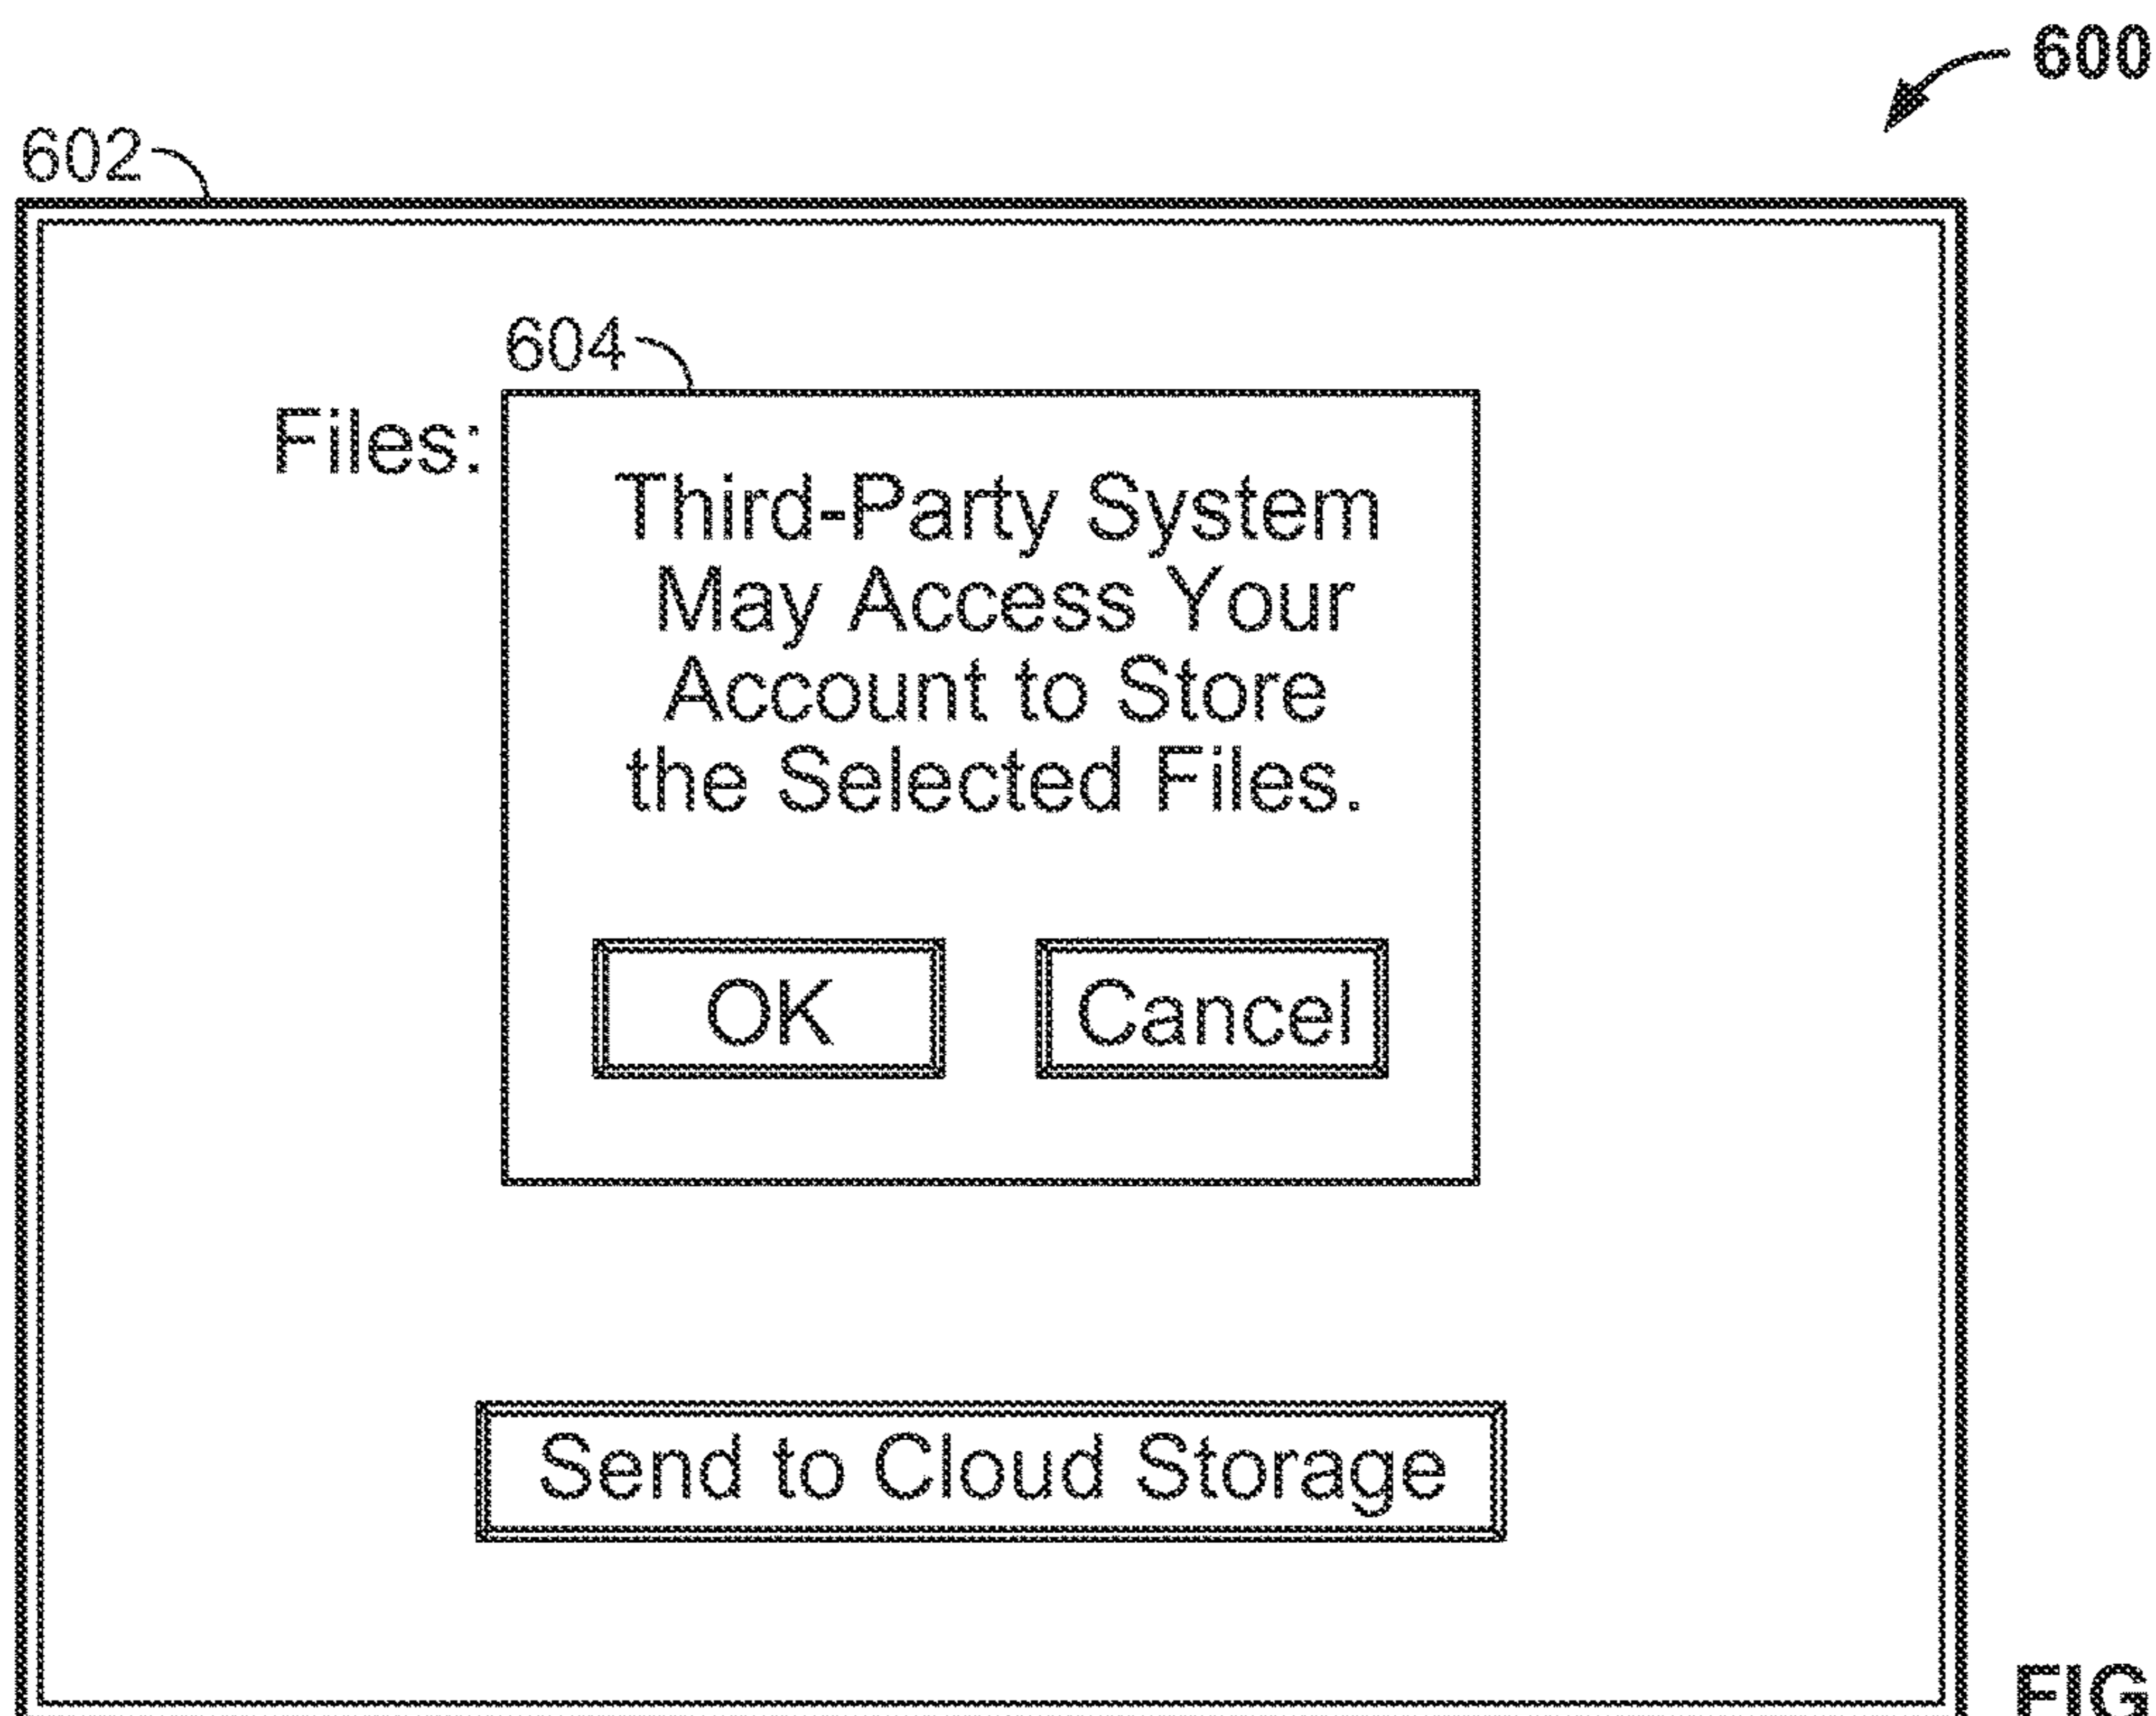 600
602
604
Files:
Third-Party System
May Access Your
Account to Store
the Selected Files.
OK Cancel
Send to Cloud Storage
FIG